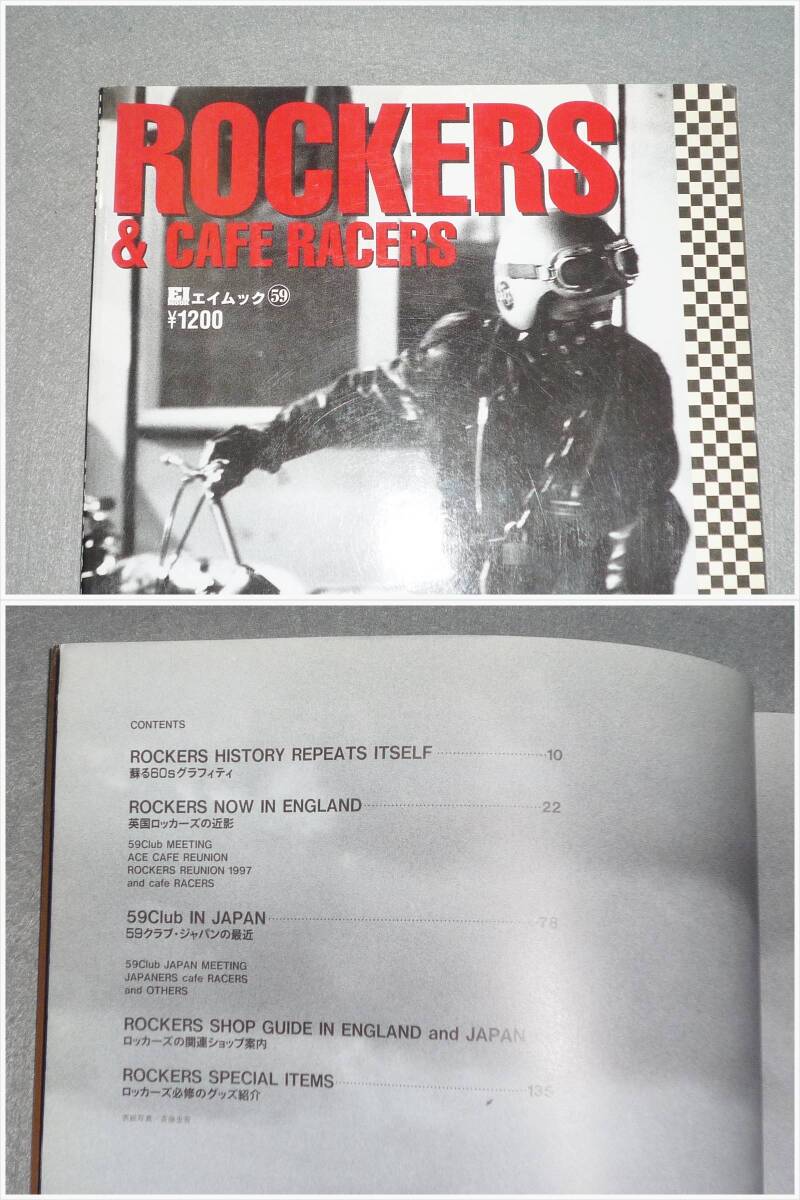 ROCKERS
& CAFE RACERS
EI エイムック 59
¥1200
CONTENTS
ROCKERS HISTORY REPEATS ITSELF 10
蘇る60sグラフィティ
ROCKERS NOW IN ENGLAND 22
英国ロッカーズの近影
59Club MEETING
ACE CAFE REUNION
ROCKERS REUNION 1997
and cafe RACERS
59Club IN JAPAN 78
59クラブ・ジャパンの最近
59Club JAPAN MEETING
JAPANERS cafe RACERS
and OTHERS
ROCKERS SHOP GUIDE IN ENGLAND and JAPAN
ロッカーズの関連ショップ案内
ROCKERS SPECIAL ITEMS 135
ロッカーズ必修のグッズ紹介
表紙写真／